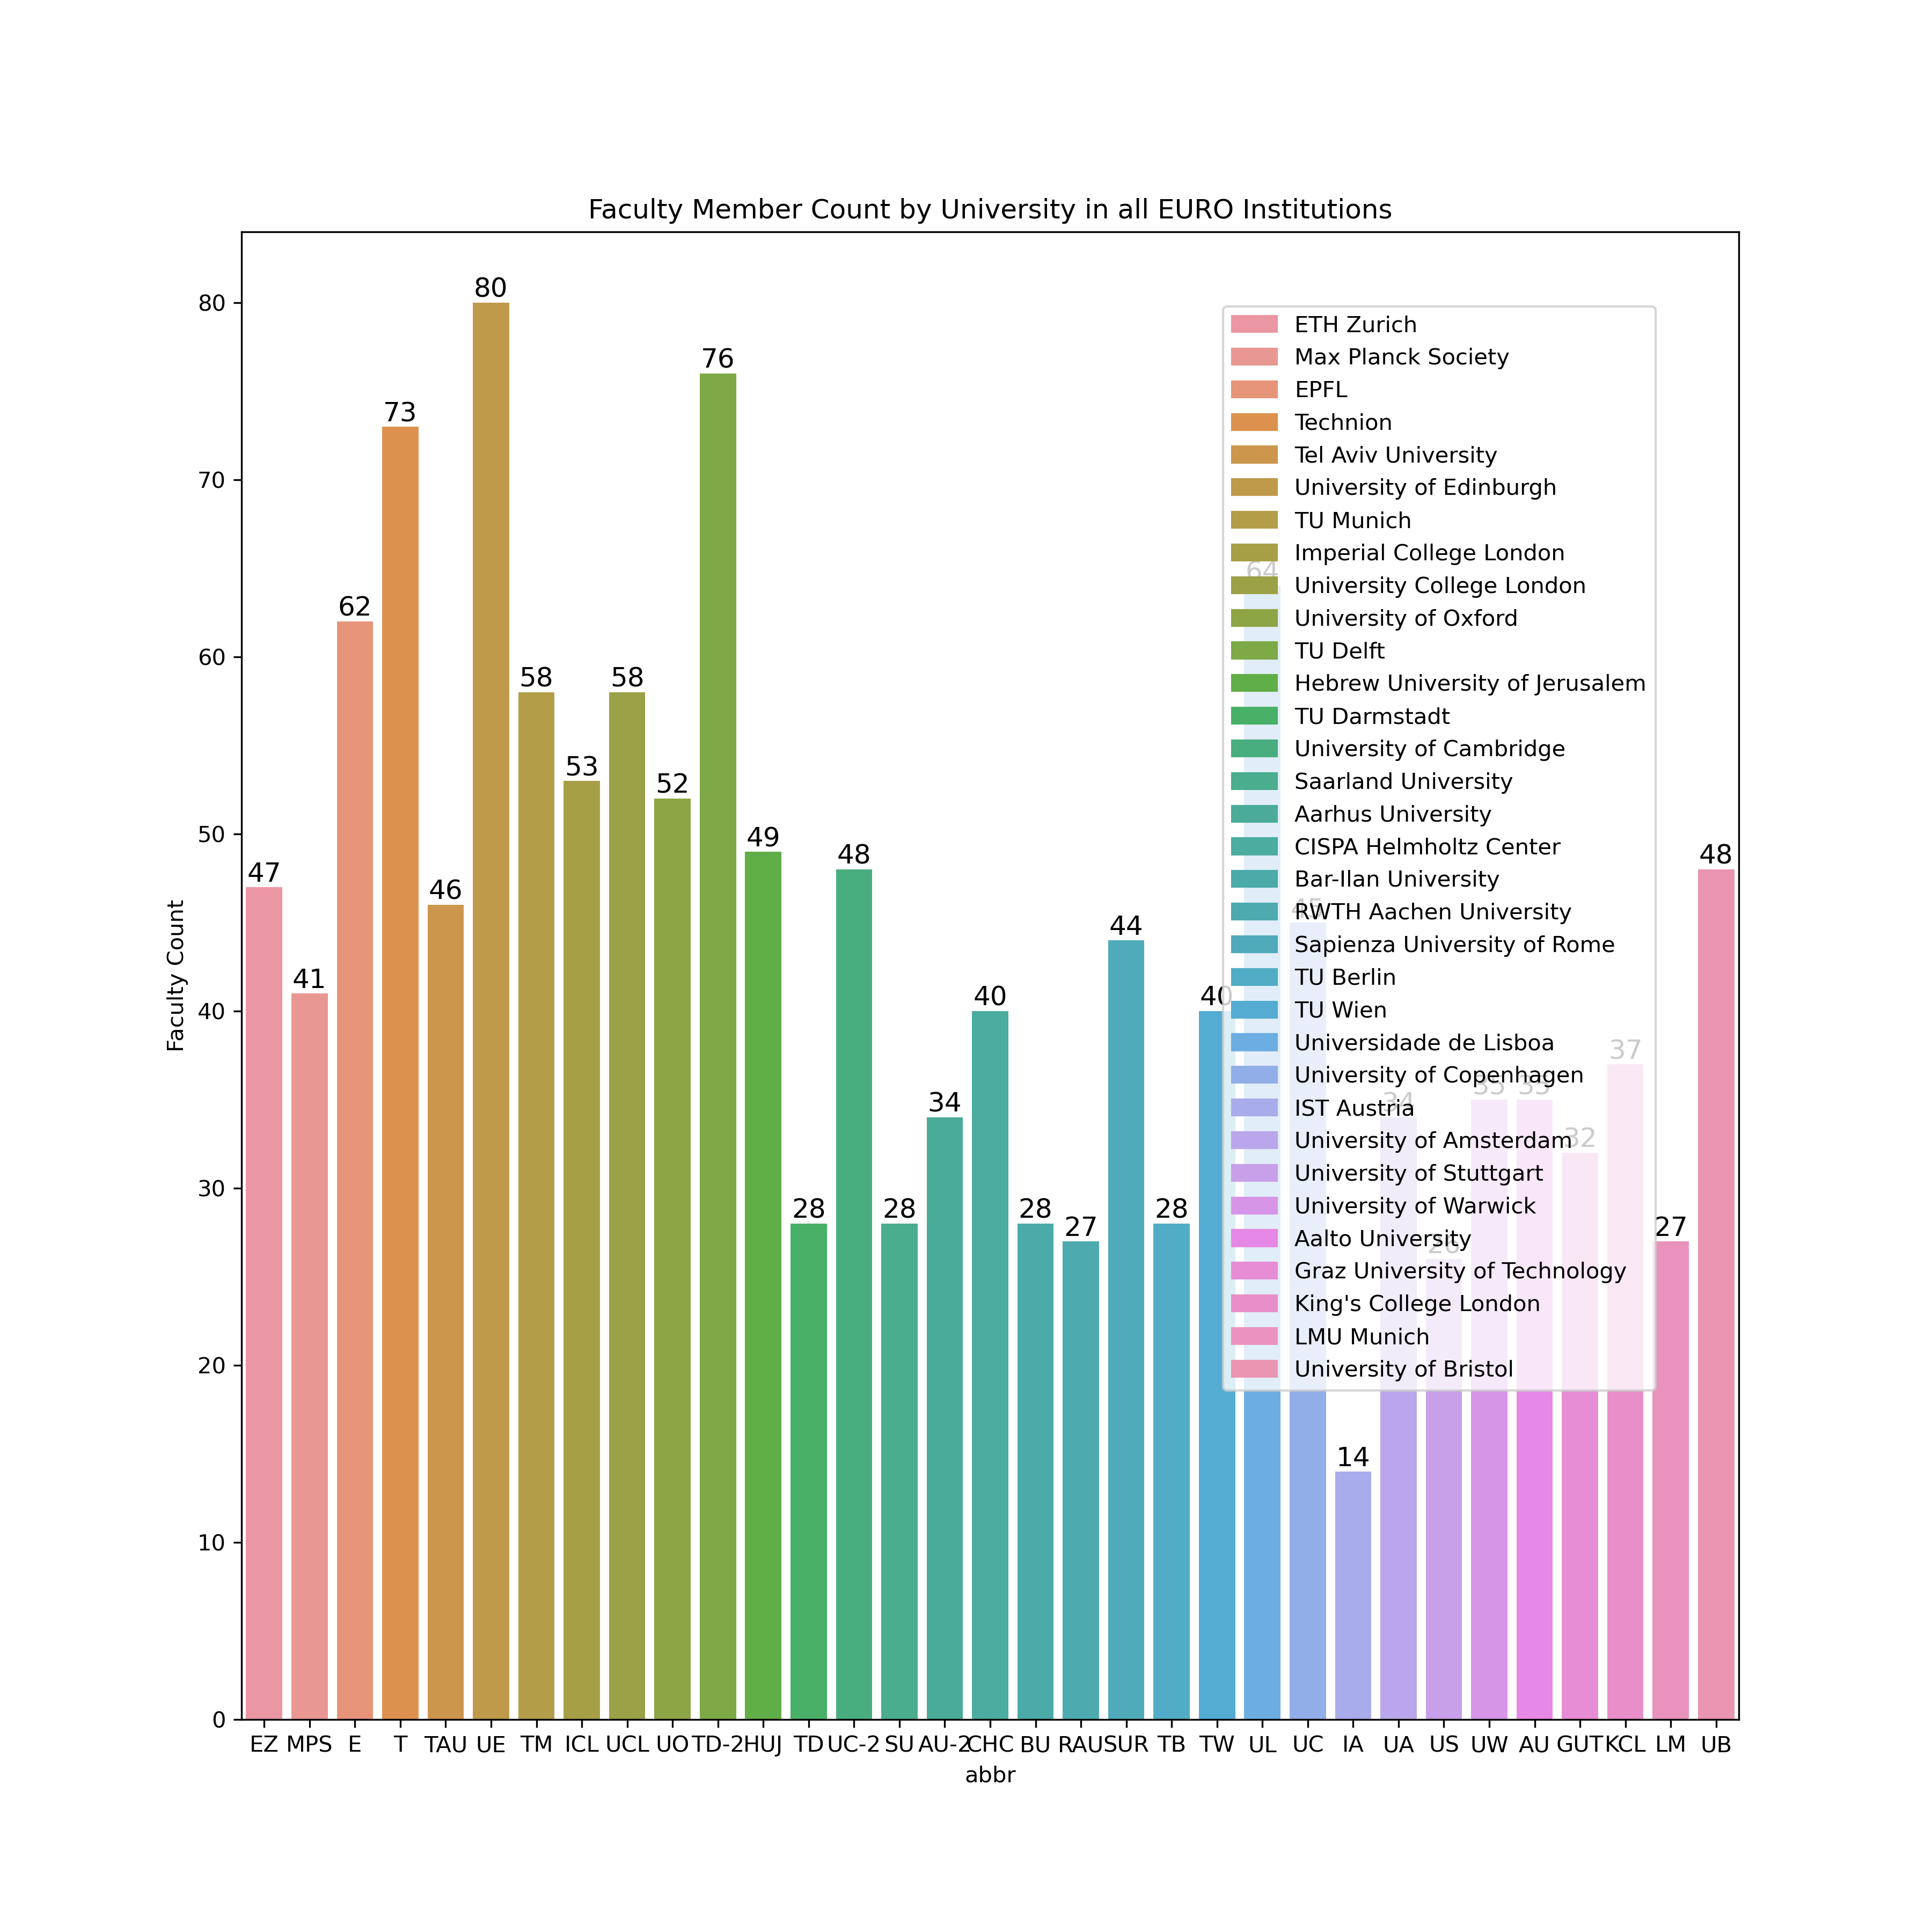 Faculty Member Count by University in all EURO Institutions
Faculty Count
80
70
60
50
40
30
20
10
0
47
41
62
73
46
80
58
53
58
52
76
49
28
48
28
34
40
28
27
44
28
40
64
45
14
34
26
35
35
32
37
27
48
ETH Zurich
Max Planck Society
EPFL
Technion
Tel Aviv University
University of Edinburgh
TU Munich
Imperial College London
University College London
University of Oxford
TU Delft
Hebrew University of Jerusalem
TU Darmstadt
University of Cambridge
Saarland University
Aarhus University
CISPA Helmholtz Center
Bar-Ilan University
RWTH Aachen University
Sapienza University of Rome
TU Berlin
TU Wien
Universidade de Lisboa
University of Copenhagen
IST Austria
University of Amsterdam
University of Stuttgart
University of Warwick
Aalto University
Graz University of Technology
King's College London
LMU Munich
University of Bristol
EZ MPS E T TAU UE TM ICL UCL UO TD-2 HUJ TD UC-2 SU AU-2 CHC BU RAU SUR TB TW UL UC IA UA US UW AU GUT KCL LM UB
abbr